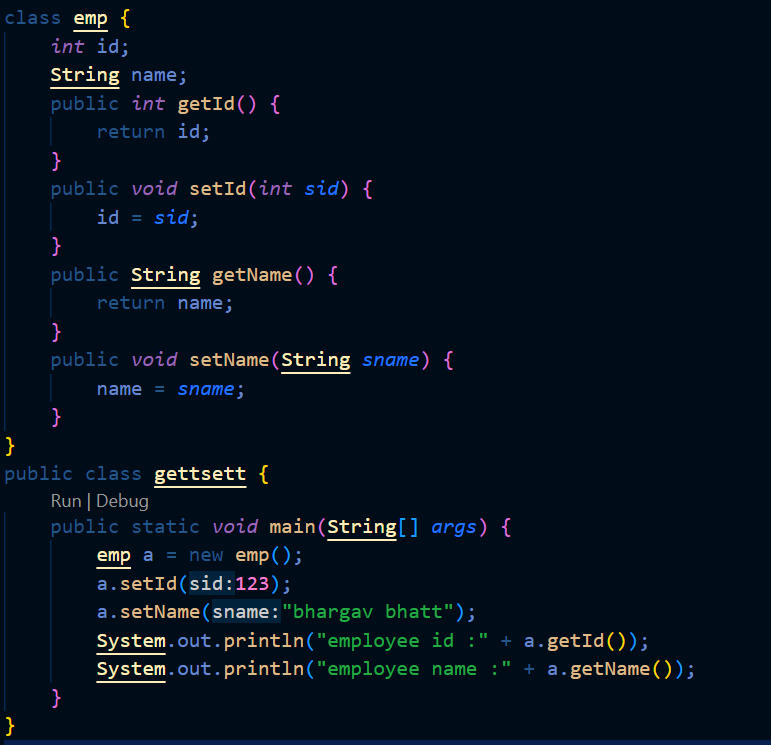 class emp {
    int id;
    String name;
    public int getId() {
        return id;
    }
    public void setId(int sid) {
        id = sid;
    }
    public String getName() {
        return name;
    }
    public void setName(String sname) {
        name = sname;
    }
}
public class gettsett {
    Run | Debug
    public static void main(String[] args) {
        emp a = new emp();
        a.setId(sid:123);
        a.setName(sname:"bhargav bhatt");
        System.out.println("employee id :" + a.getId());
        System.out.println("employee name :" + a.getName());
    }
}